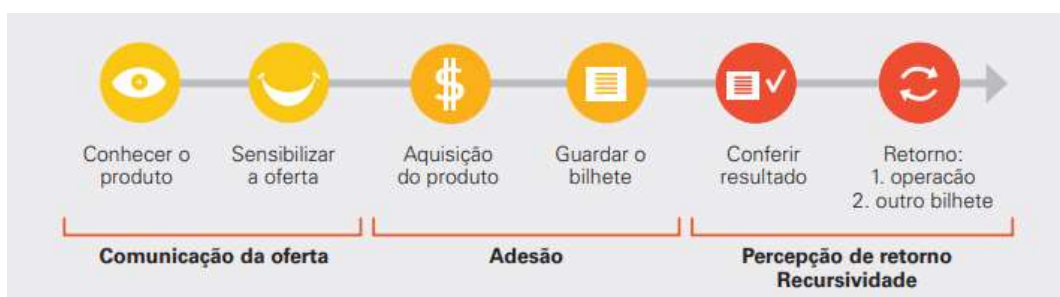 Conhecer o
produto
Sensibilizar
a oferta
Aquisição
do produto
Guardar o
bilhete
Conferir
resultado
Retorno:
1. operacão
2. outro bilhete
Comunicação da oferta
Adesão
Percepção de retorno
Recursividade